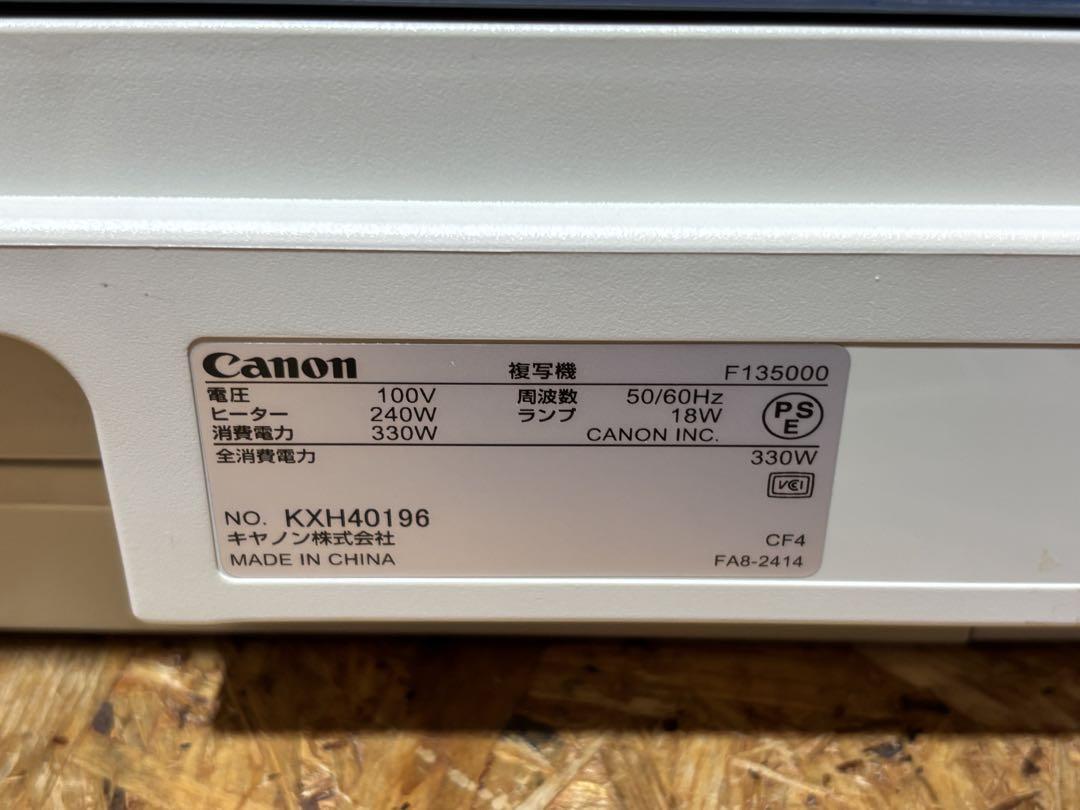 Canon 複写機 F135000
電圧 100V 周波数 50/60Hz
ヒーター 240W ランプ 18W
消費電力 330W CANON INC.
PSE
全消費電力 330W
VCCI
NO. KXH40196
キヤノン株式会社 CF4
MADE IN CHINA FA8-2414